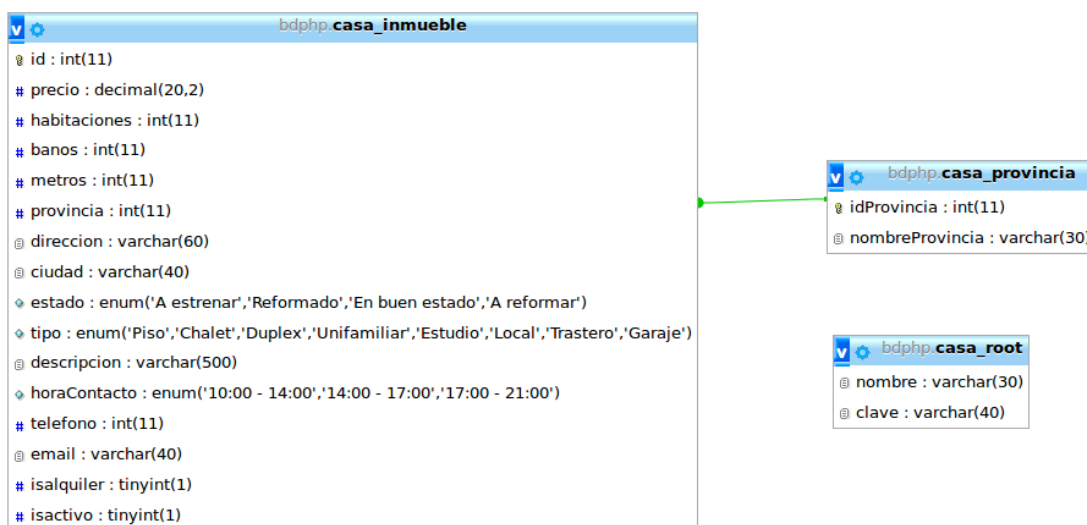 bdphp.casa_inmueble
id : int(11)
precio : decimal(20,2)
habitaciones : int(11)
banos : int(11)
metros : int(11)
provincia : int(11)
direccion : varchar(60)
ciudad : varchar(40)
estado : enum('A estrenar','Reformado','En buen estado','A reformar')
tipo : enum('Piso','Chalet','Duplex','Unifamiliar','Estudio','Local','Trastero','Garaje')
descripcion : varchar(500)
horaContacto : enum('10:00 - 14:00','14:00 - 17:00','17:00 - 21:00')
telefono : int(11)
email : varchar(40)
isalquiler : tinyint(1)
isactivo : tinyint(1)
bdphp.casa_provincia
idProvincia : int(11)
nombreProvincia : varchar(30)
bdphp.casa_root
nombre : varchar(30)
clave : varchar(40)